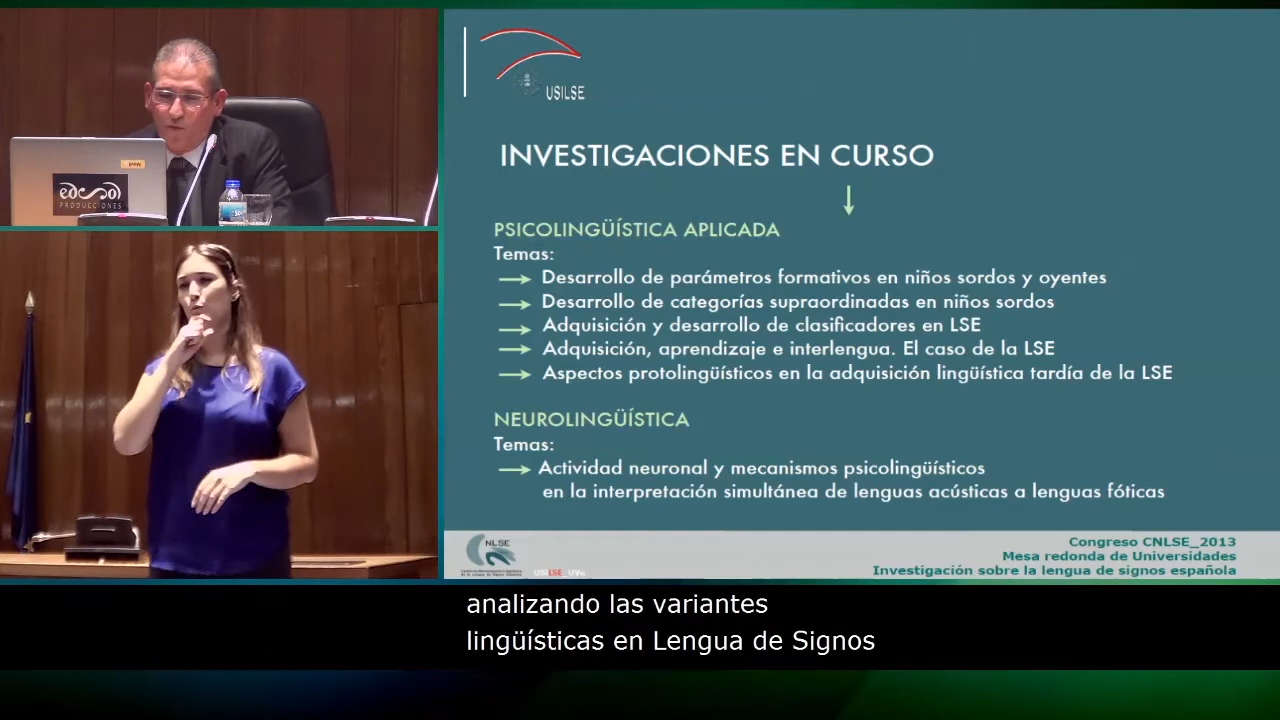 USILSE
INVESTIGACIONES EN CURSO
PSICOLINGÜÍSTICA APLICADA
Temas:
Desarrollo de parámetros formativos en niños sordos y oyentes
Desarrollo de categorías supraordinadas en niños sordos
Adquisición y desarrollo de clasificadores en LSE
Adquisición, aprendizaje e interlengua. El caso de la LSE
Aspectos protolingüísticos en la adquisición lingüística tardía de la LSE
NEUROLINGÜÍSTICA
Temas:
Actividad neuronal y mecanismos psicolingüísticos
en la interpretación simultánea de lenguas acústicas a lenguas fóticas
CNLSE
USILSE_UVa
Congreso CNLSE_2013
Mesa redonda de Universidades
Investigación sobre la lengua de signos española
PRODUCCIONES
analizando las variantes
lingüísticas en Lengua de Signos